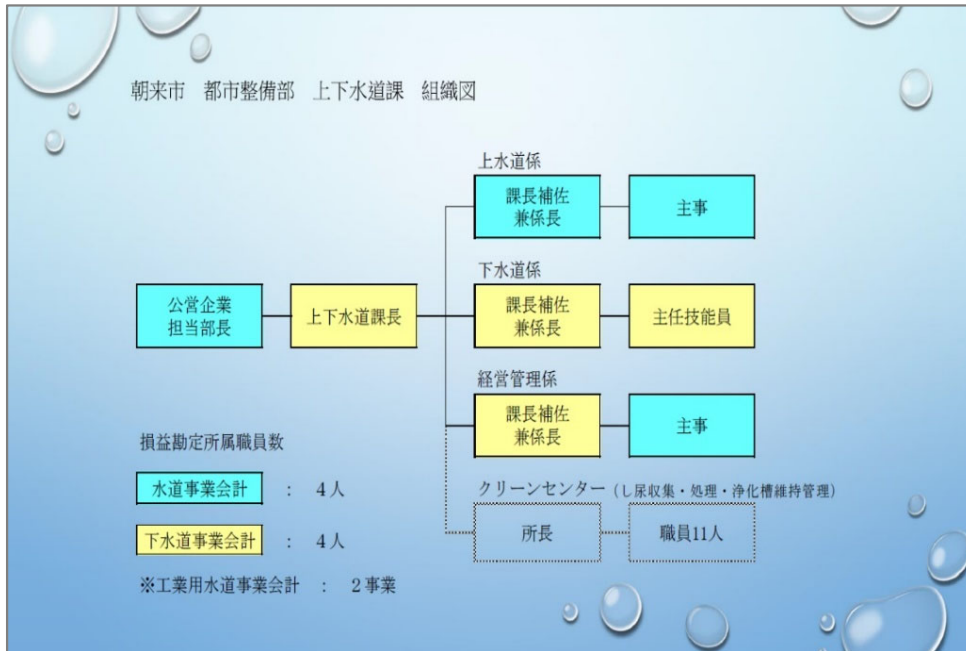 朝来市　都市整備部　上下水道課　組織図
上水道係
課長補佐
兼係長
主事
下水道係
公営企業
担当部長
上下水道課長
課長補佐
兼係長
主任技能員
経営管理係
課長補佐
兼係長
主事
損益勘定所属職員数
水道事業会計　：　4人
クリーンセンター（し尿収集・処理・浄化槽維持管理）
所長
職員11人
下水道事業会計　：　4人
※工業用水道事業会計　：　2事業